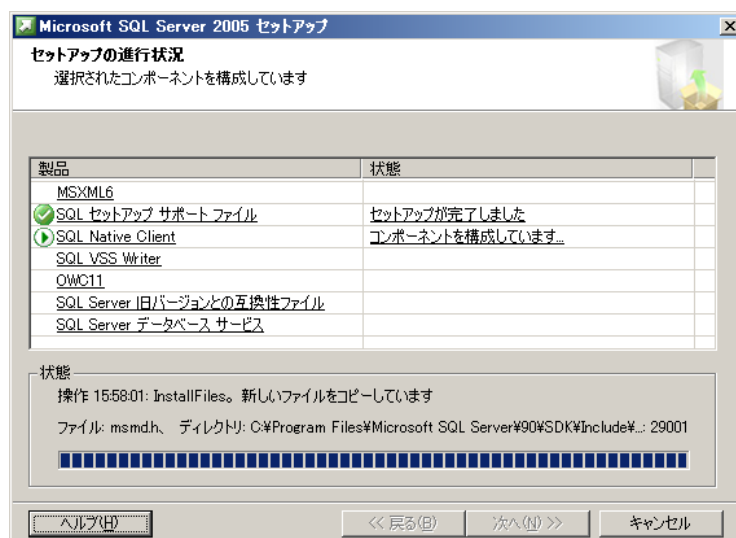 Microsoft SQL Server 2005 セットアップ
セットアップの進行状況
選択されたコンポーネントを構成しています
製品 状態
MSXML6
SQL セットアップ サポート ファイル セットアップが完了しました
SQL Native Client コンポーネントを構成しています...
SQL VSS Writer
OWC11
SQL Server 旧バージョンとの互換性ファイル
SQL Server データベース サービス
状態
操作 15:58:01: InstallFiles。新しいファイルをコピーしています
ファイル: msmd.h、 ディレクトリ: C:¥Program Files¥Microsoft SQL Server¥90¥SDK¥Include¥...: 29001
ヘルプ(H) << 戻る(B) 次へ(N) >> キャンセル